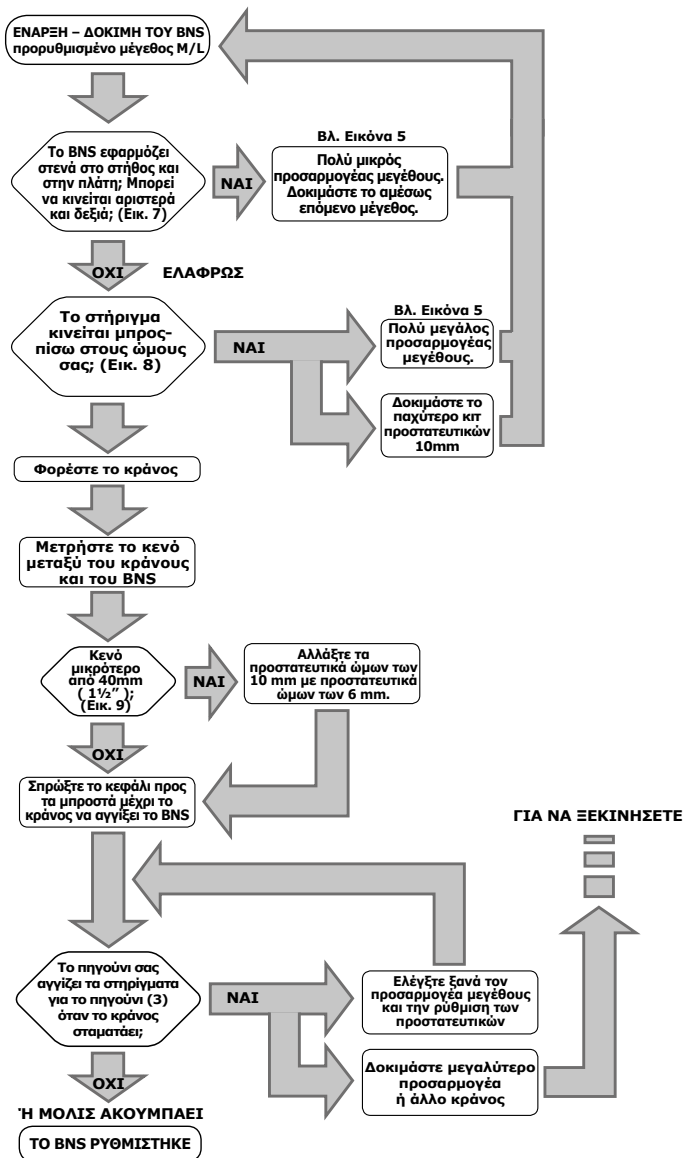 ΕΝΑΡΞΗ – ΔΟΚΙΜΗ ΤΟΥ BNS
προρυθμισμένο μέγεθος M/L
Το BNS εφαρμόζει
στενά στο στήθος και
στην πλάτη; Μπορεί
να κινείται αριστερά
και δεξιά; (Εικ. 7)
ΝΑΙ
Βλ. Εικόνα 5
Πολύ μικρός
προσαρμογέας μεγέθους.
Δοκιμάστε το αμέσως
επόμενο μέγεθος.
ΟΧΙ
ΕΛΑΦΡΩΣ
Το στήριγμα
κινείται μπρος-
πίσω στους ώμους
σας; (Εικ. 8)
ΝΑΙ
Βλ. Εικόνα 5
Πολύ μεγάλος
προσαρμογέας
μεγέθους.
Δοκιμάστε το
παχύτερο κιτ
προστατευτικών
10mm
Φορέστε το κράνος
Μετρήστε το κενό
μεταξύ του κράνους
και του BNS
Κενό
μικρότερο
από 40mm
( 1½” );
(Εικ. 9)
ΝΑΙ
Αλλάξτε τα
προστατευτικά ώμων των
10 mm με προστατευτικά
ώμων των 6 mm.
ΟΧΙ
Σπρώξτε το κεφάλι προς
τα μπροστά μέχρι το
κράνος να αγγίξει το BNS
ΓΙΑ ΝΑ ΞΕΚΙΝΗΣΕΤΕ
Το πηγούνι σας
αγγίζει τα στηρίγματα
για το πηγούνι (3)
όταν το κράνος
σταματάει;
ΝΑΙ
Ελέγξτε ξανά τον
προσαρμογέα μεγέθους
και την ρύθμιση των
προστατευτικών
Δοκιμάστε μεγαλύτερο
προσαρμογέα
ή άλλο κράνος
ΟΧΙ
Ή ΜΟΛΙΣ ΑΚΟΥΜΠΑΕΙ
ΤΟ BNS ΡΥΘΜΙΣΤΗΚΕ